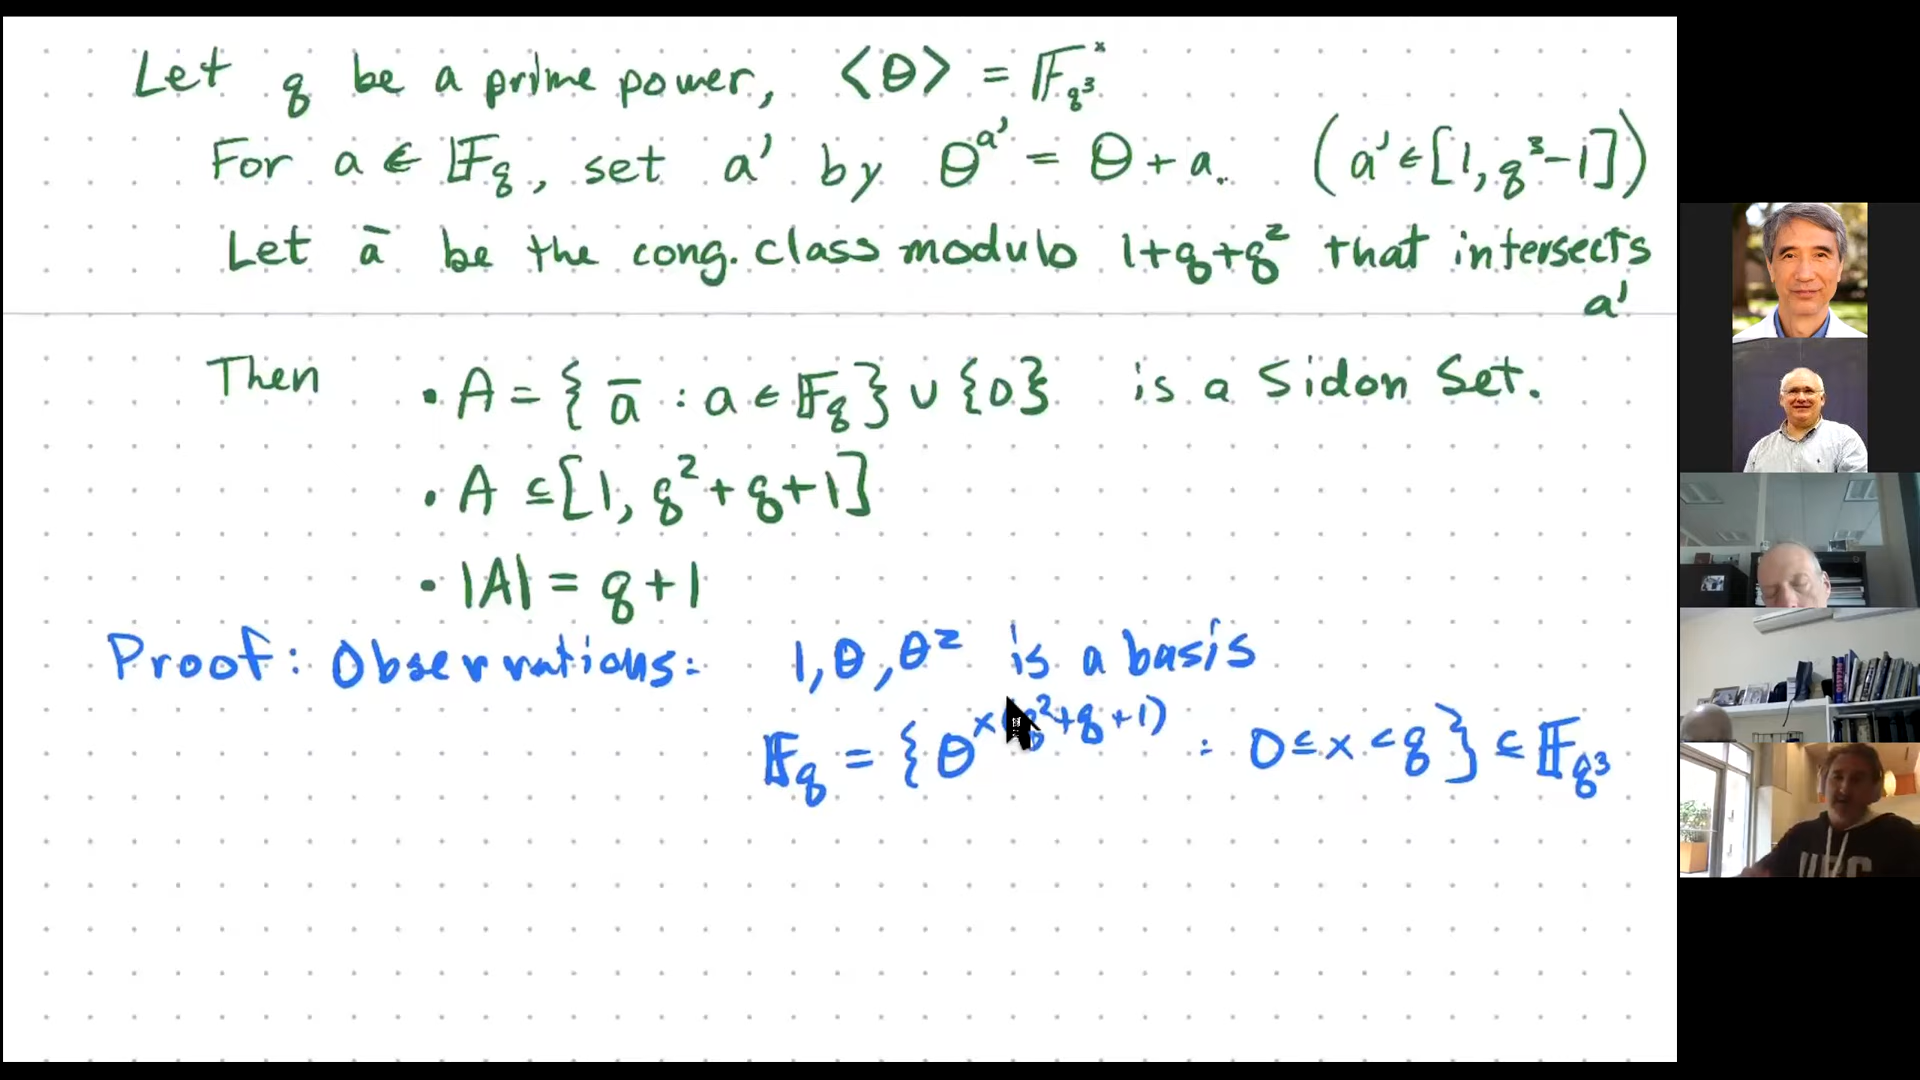 Let q be a prime power, ⟨θ⟩ = 𝔽_{q³}^×
For a ∈ 𝔽_q, set a' by θ^{a'} = θ + a. (a' ∈ [1, q³-1])
Let ā be the cong. class modulo 1+q+q² that intersects
a'
Then • A = { ā : a ∈ 𝔽_q } ∪ {0} is a Sidon Set.
• A ⊆ [1, q²+q+1]
• |A| = q+1
Proof: Observations: 1, θ, θ² is a basis
𝔽_q = { θ^{x(q²+q+1)} : 0 ≤ x < q } ⊆ 𝔽_{q³}